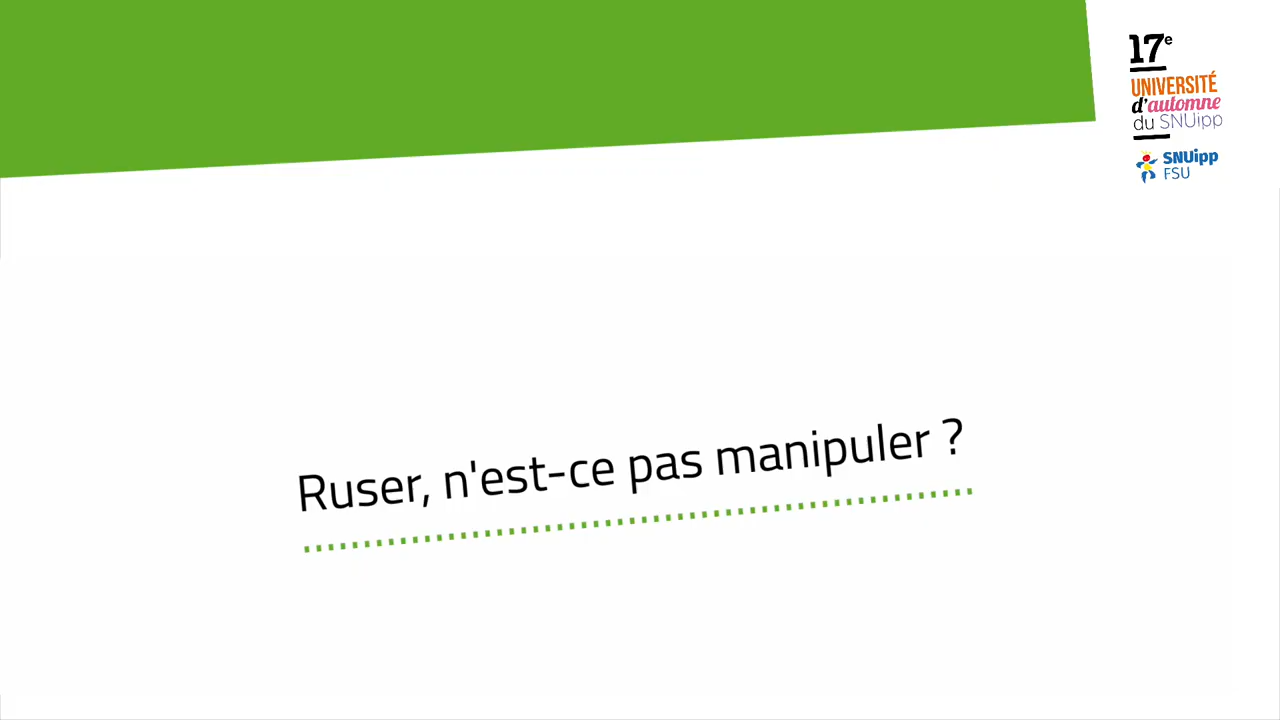 17e
UNIVERSITÉ
d'automne
du SNUipp
SNUipp
FSU
Ruser, n'est-ce pas manipuler ?